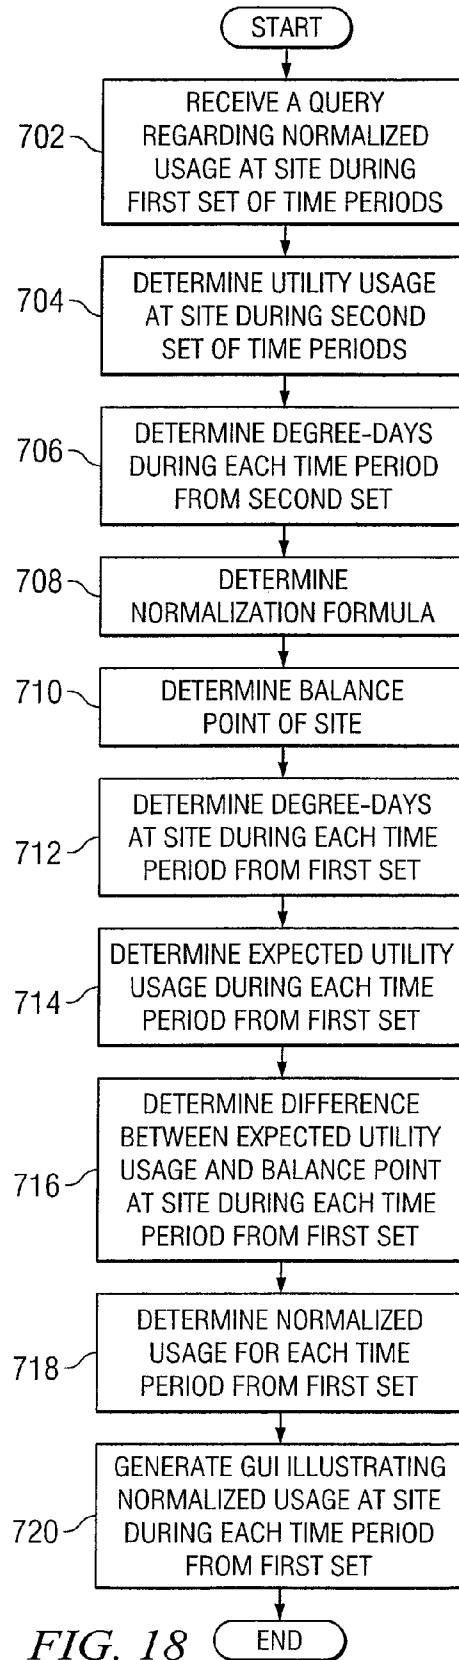 START
702
RECEIVE A QUERY
REGARDING NORMALIZED
USAGE AT SITE DURING
FIRST SET OF TIME PERIODS
704
DETERMINE UTILITY USAGE
AT SITE DURING SECOND
SET OF TIME PERIODS
706
DETERMINE DEGREE-DAYS
DURING EACH TIME PERIOD
FROM SECOND SET
708
DETERMINE
NORMALIZATION FORMULA
710
DETERMINE BALANCE
POINT OF SITE
712
DETERMINE DEGREE-DAYS
AT SITE DURING EACH TIME
PERIOD FROM FIRST SET
714
DETERMINE EXPECTED UTILITY
USAGE DURING EACH TIME
PERIOD FROM FIRST SET
716
DETERMINE DIFFERENCE
BETWEEN EXPECTED UTILITY
USAGE AND BALANCE POINT
AT SITE DURING EACH TIME
PERIOD FROM FIRST SET
718
DETERMINE NORMALIZED
USAGE FOR EACH TIME
PERIOD FROM FIRST SET
720
GENERATE GUI ILLUSTRATING
NORMALIZED USAGE AT SITE
DURING EACH TIME PERIOD
FROM FIRST SET
FIG. 18
END